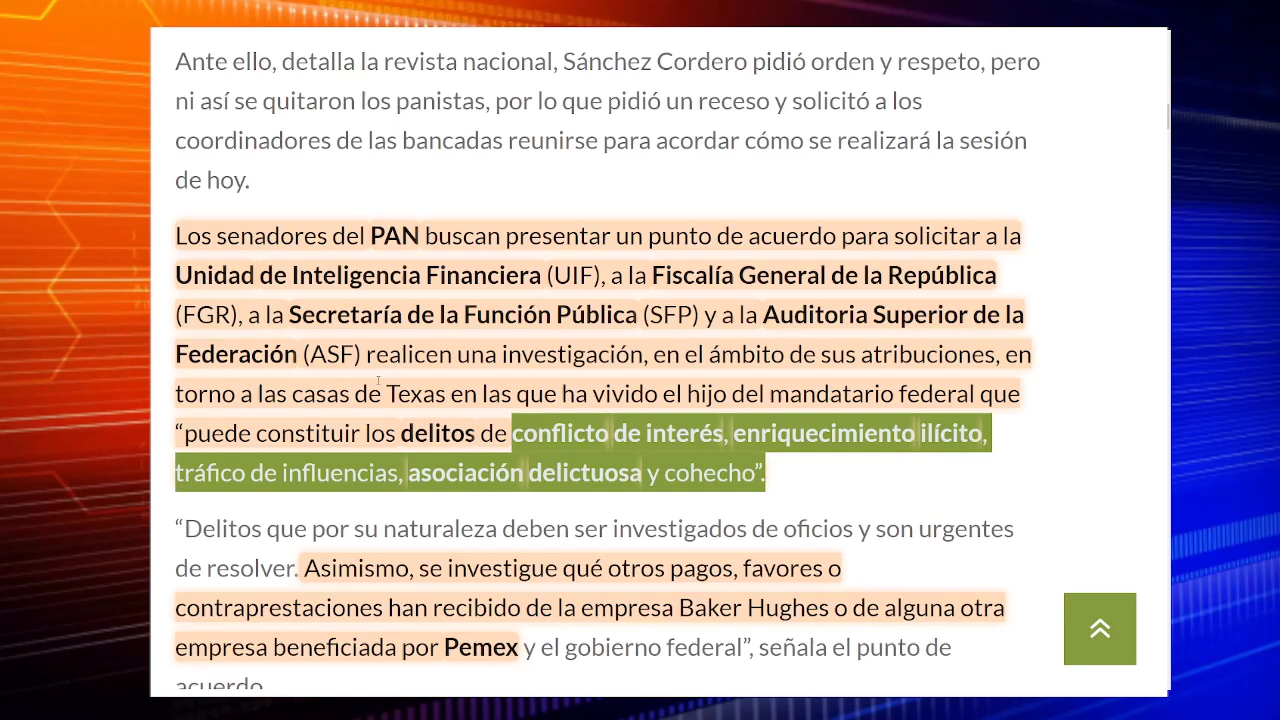 Ante ello, detalla la revista nacional, Sánchez Cordero pidió orden y respeto, pero
ni así se quitaron los panistas, por lo que pidió un receso y solicitó a los
coordinadores de las bancadas reunirse para acordar cómo se realizará la sesión
de hoy.
Los senadores del PAN buscan presentar un punto de acuerdo para solicitar a la
Unidad de Inteligencia Financiera (UIF), a la Fiscalía General de la República
(FGR), a la Secretaría de la Función Pública (SFP) y a la Auditoria Superior de la
Federación (ASF) realicen una investigación, en el ámbito de sus atribuciones, en
torno a las casas de Texas en las que ha vivido el hijo del mandatario federal que
“puede constituir los delitos de conflicto de interés, enriquecimiento ilícito,
tráfico de influencias, asociación delictuosa y cohecho”.
“Delitos que por su naturaleza deben ser investigados de oficios y son urgentes
de resolver. Asimismo, se investigue qué otros pagos, favores o
contraprestaciones han recibido de la empresa Baker Hughes o de alguna otra
empresa beneficiada por Pemex y el gobierno federal”, señala el punto de
acuerdo.